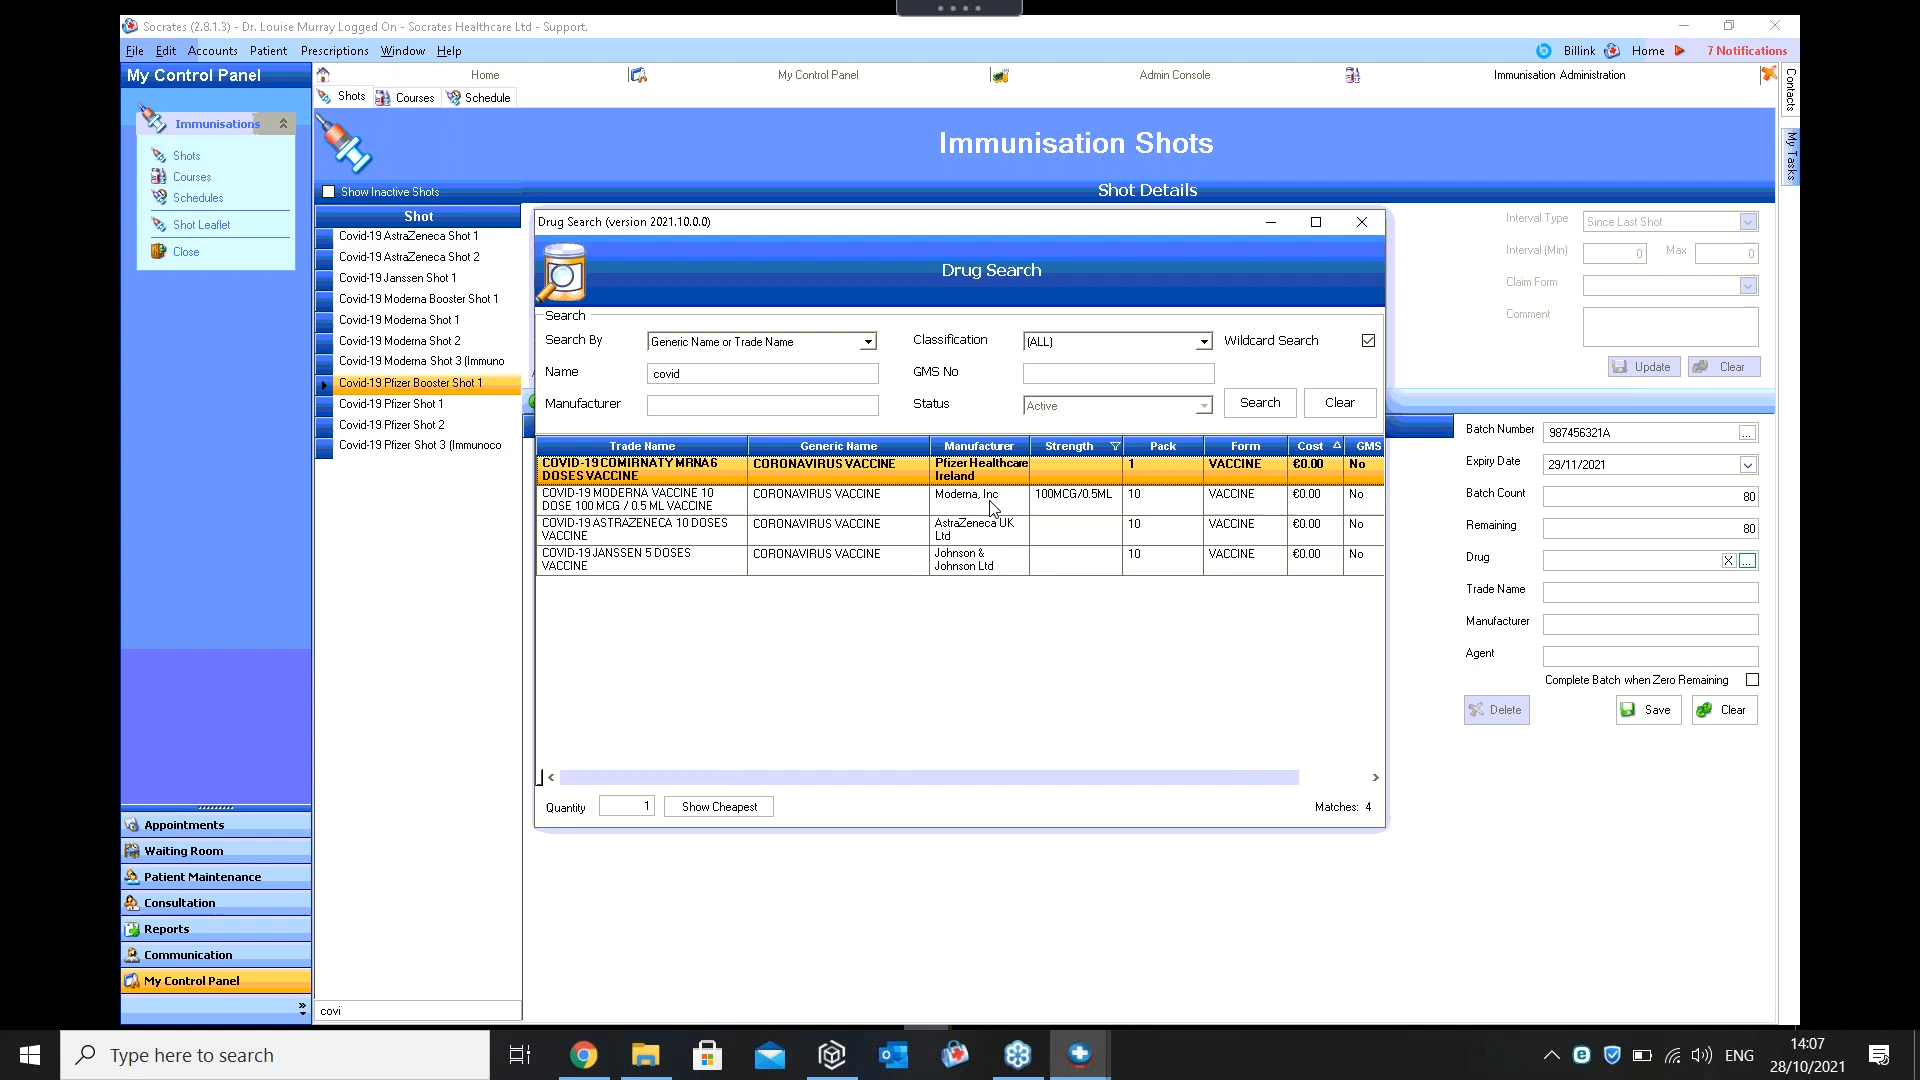 Socrates (2.8.1.3) - Dr. Louise Murray Logged On - Socrates Healthcare Ltd - Support.
File Edit Accounts Patient Prescriptions Window Help
Billink Home 7 Notifications
My Control Panel
Home My Control Panel Admin Console Immunisation Administration
Contacts
My Tasks
Shots Courses Schedule
Immunisations
Shots
Courses
Schedules
Shot Leaflet
Close
Immunisation Shots
Show Inactive Shots
Shot Details
Shot
Covid-19 AstraZeneca Shot 1
Covid-19 AstraZeneca Shot 2
Covid-19 Janssen Shot 1
Covid-19 Moderna Booster Shot 1
Covid-19 Moderna Shot 1
Covid-19 Moderna Shot 2
Covid-19 Moderna Shot 3 (Immuno
Covid-19 Pfizer Booster Shot 1
Covid-19 Pfizer Shot 1
Covid-19 Pfizer Shot 2
Covid-19 Pfizer Shot 3 (Immunoco
covi
Drug Search (version 2021.10.0.0)
Drug Search
Search
Search By Generic Name or Trade Name Classification (ALL) Wildcard Search
Name covid GMS No
Manufacturer Status Active Search Clear
Trade Name Generic Name Manufacturer Strength Pack Form Cost GMS
COVID-19 COMIRNATY MRNA 6 DOSES VACCINE CORONAVIRUS VACCINE Pfizer Healthcare Ireland 1 VACCINE €0.00 No
COVID-19 MODERNA VACCINE 10 DOSE 100 MCG / 0.5 ML VACCINE CORONAVIRUS VACCINE Moderna, Inc 100MCG/0.5ML 10 VACCINE €0.00 No
COVID-19 ASTRAZENECA 10 DOSES VACCINE CORONAVIRUS VACCINE AstraZeneca UK Ltd 10 VACCINE €0.00 No
COVID-19 JANSSEN 5 DOSES VACCINE CORONAVIRUS VACCINE Johnson & Johnson Ltd 10 VACCINE €0.00 No
Quantity 1 Show Cheapest Matches: 4
Interval Type Since Last Shot
Interval (Min) 0 Max 0
Claim Form
Comment
Update Clear
Batch Number 987456321A ...
Expiry Date 29/11/2021
Batch Count 80
Remaining 80
Drug X ...
Trade Name
Manufacturer
Agent
Complete Batch when Zero Remaining
Delete Save Clear
Appointments
Waiting Room
Patient Maintenance
Consultation
Reports
Communication
My Control Panel
Type here to search
ENG
14:07
28/10/2021